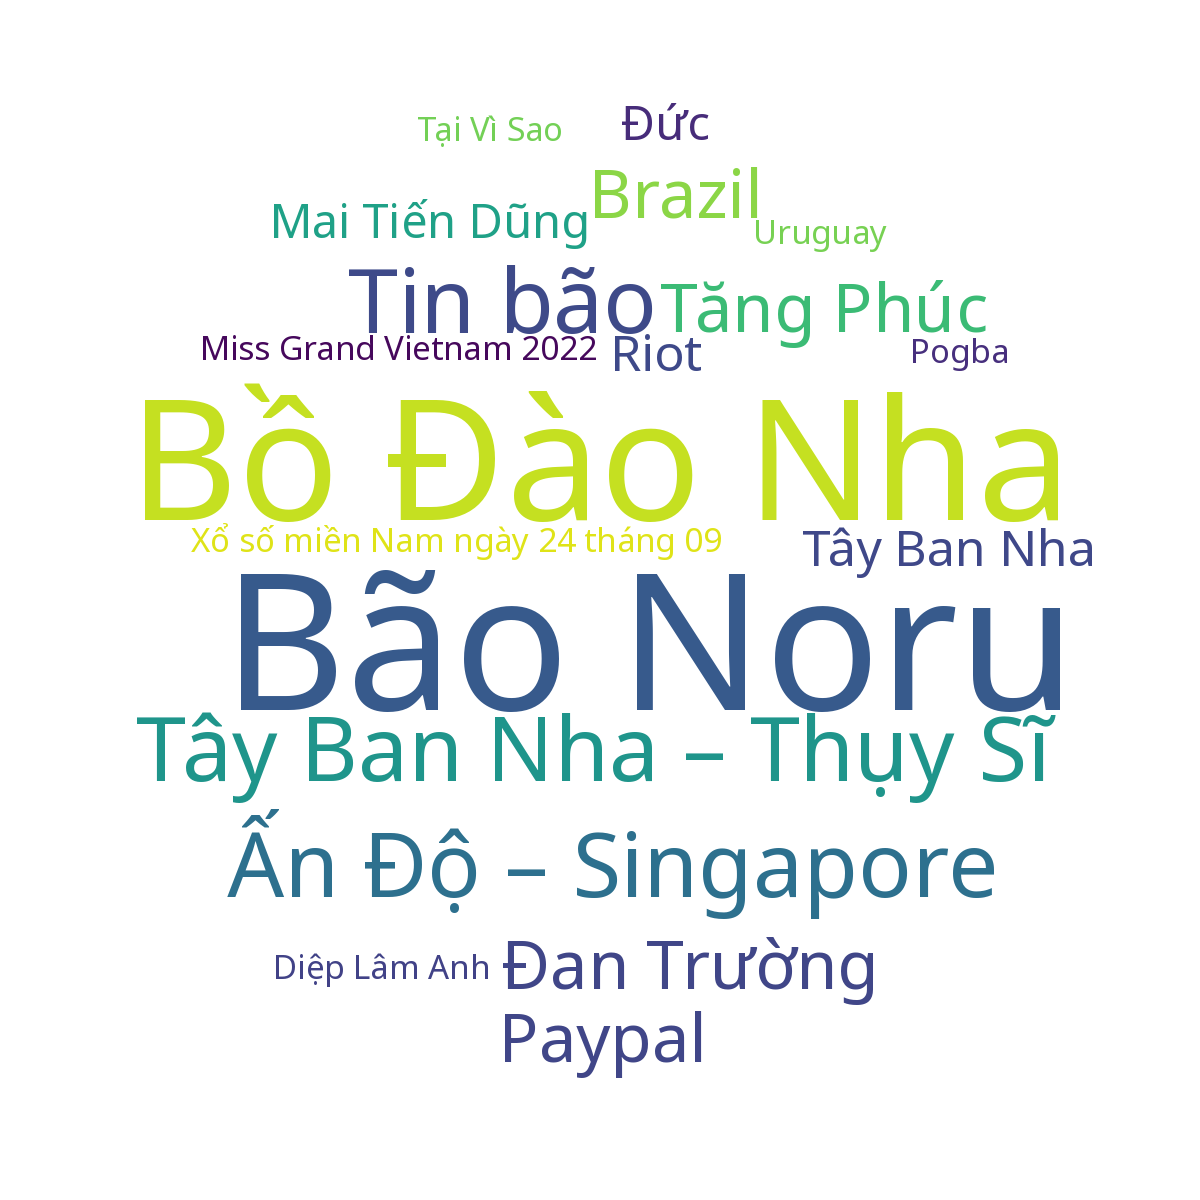 Tại Vì Sao
Đức
Brazil
Mai Tiến Dũng
Uruguay
Tin bão
Tăng Phúc
Miss Grand Vietnam 2022
Riot
Pogba
Bồ Đào Nha
Xổ số miền Nam ngày 24 tháng 09
Tây Ban Nha
Bão Noru
Tây Ban Nha – Thụy Sĩ
Ấn Độ – Singapore
Diệp Lâm Anh
Đan Trường
Paypal